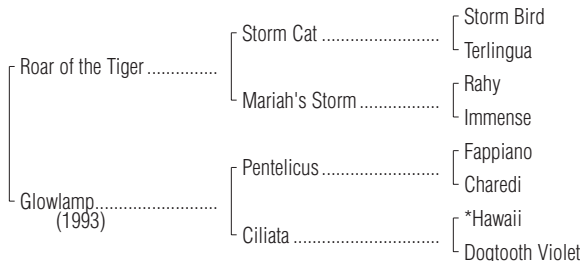 Storm Bird
Storm Cat ........................
Terlingua
Roar of the Tiger ..............
Rahy
Mariah's Storm ................
Immense
Fappiano
Pentelicus ........................
Charedi
Glowlamp........................
(1993)
*Hawaii
Ciliata .............................
Dogtooth Violet